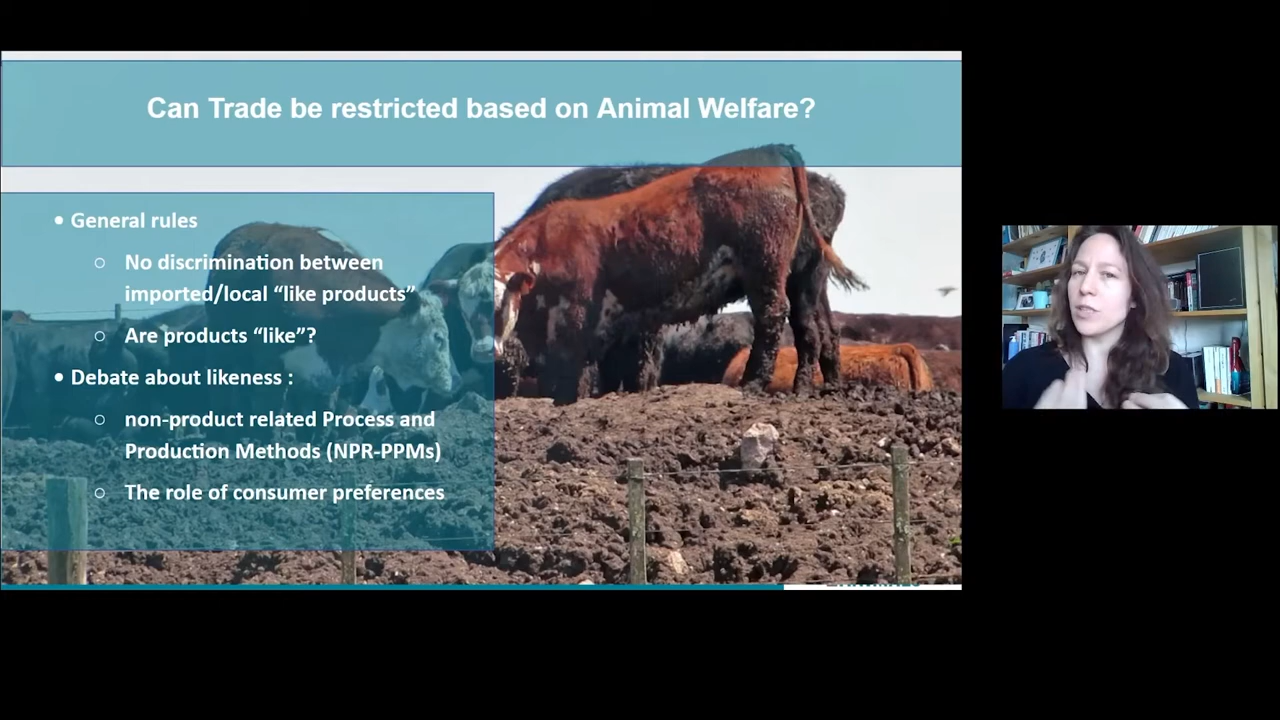 Can Trade be restricted based on Animal Welfare?
• General rules
○ No discrimination between
imported/local “like products”
○ Are products “like”?
• Debate about likeness :
○ non-product related Process and
Production Methods (NPR-PPMs)
○ The role of consumer preferences